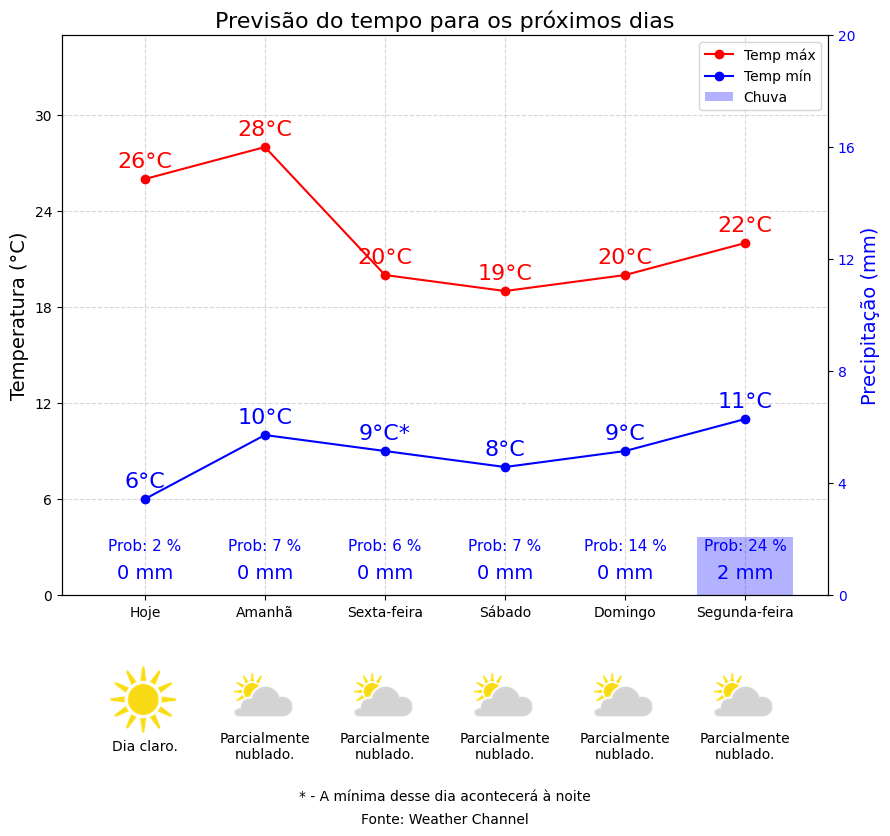 Previsão do tempo para os próximos dias
Temp máx
Temp mín
Chuva
Temperatura (°C)
30
24
18
12
6
0
Precipitação (mm)
20
16
12
8
4
0
26°C
28°C
20°C
19°C
20°C
22°C
6°C
10°C
9°C*
8°C
9°C
11°C
Prob: 2 %
Prob: 7 %
Prob: 6 %
Prob: 7 %
Prob: 14 %
Prob: 24 %
0 mm
0 mm
0 mm
0 mm
0 mm
2 mm
Hoje
Amanhã
Sexta-feira
Sábado
Domingo
Segunda-feira
Dia claro.
Parcialmente
nublado.
Parcialmente
nublado.
Parcialmente
nublado.
Parcialmente
nublado.
Parcialmente
nublado.
* - A mínima desse dia acontecerá à noite
Fonte: Weather Channel